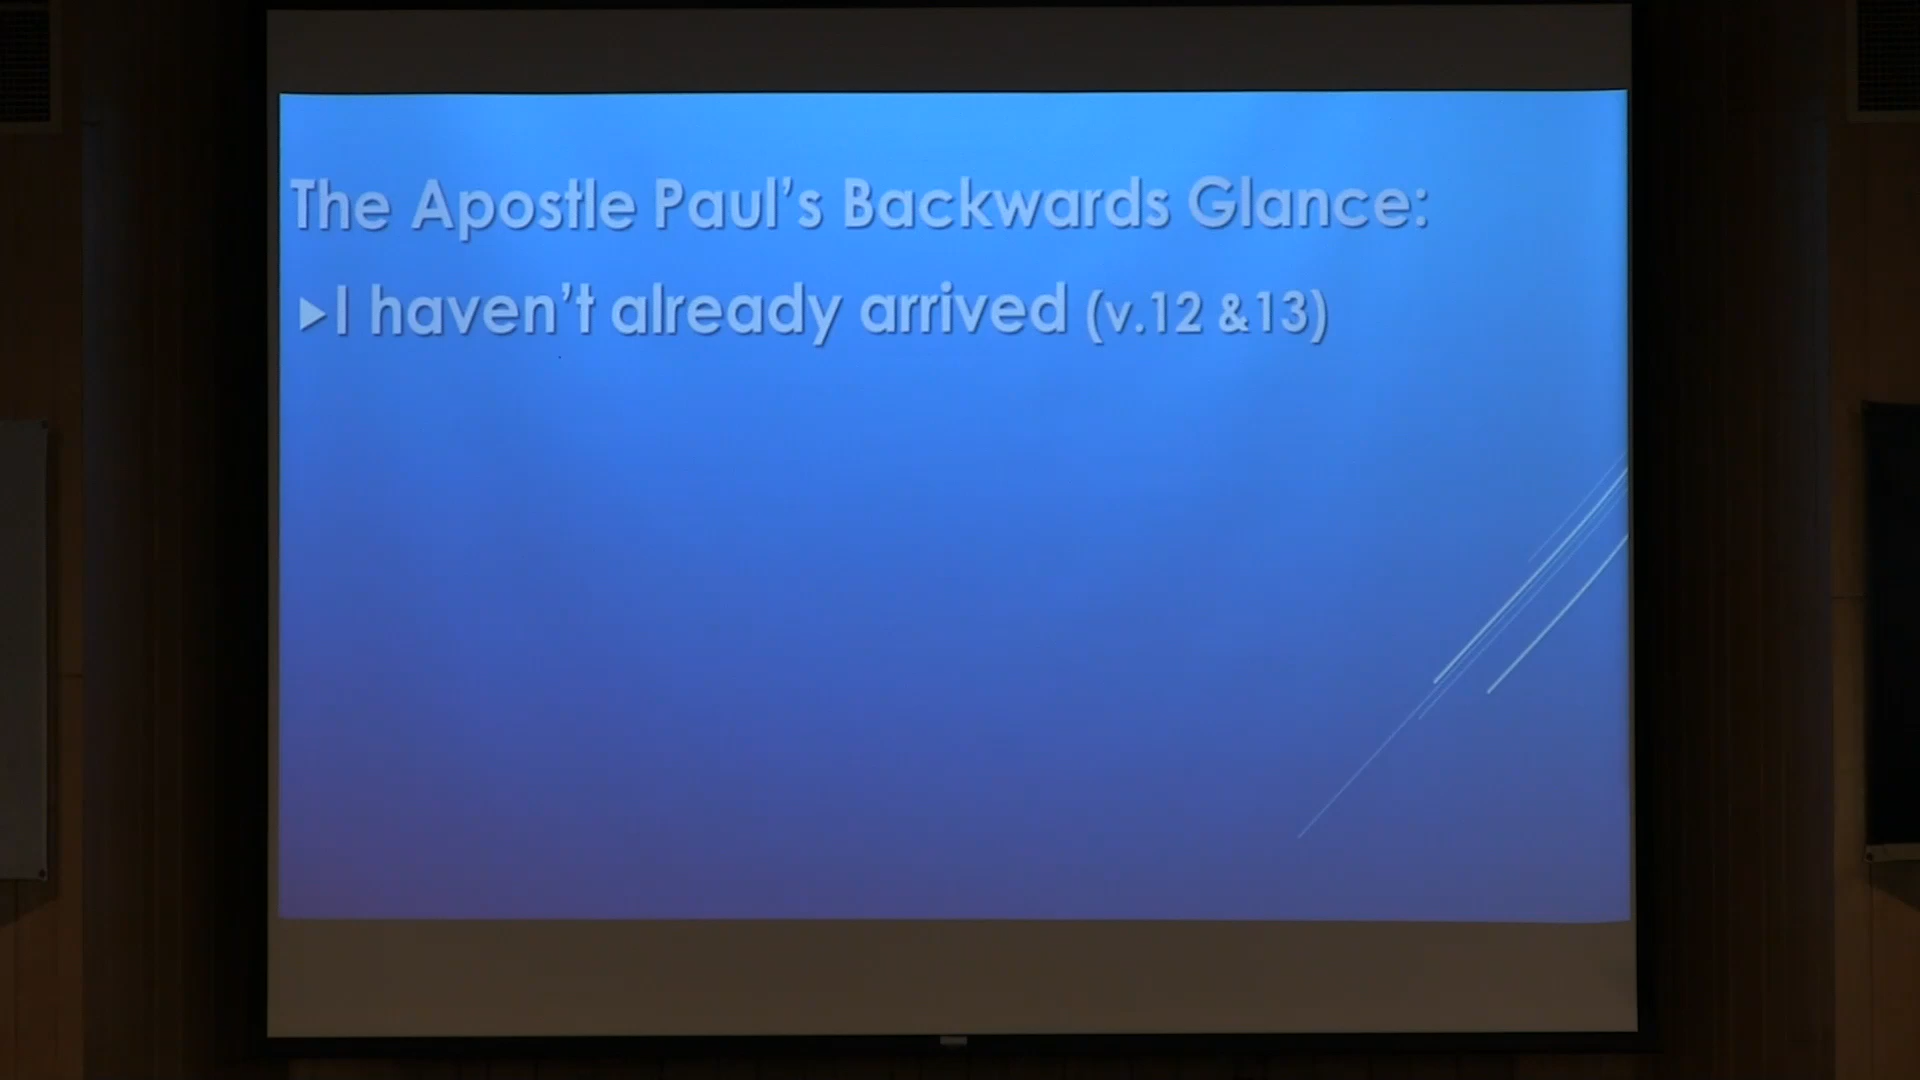 The Apostle Paul's Backwards Glance:
▶I haven't already arrived (v.12 &13)